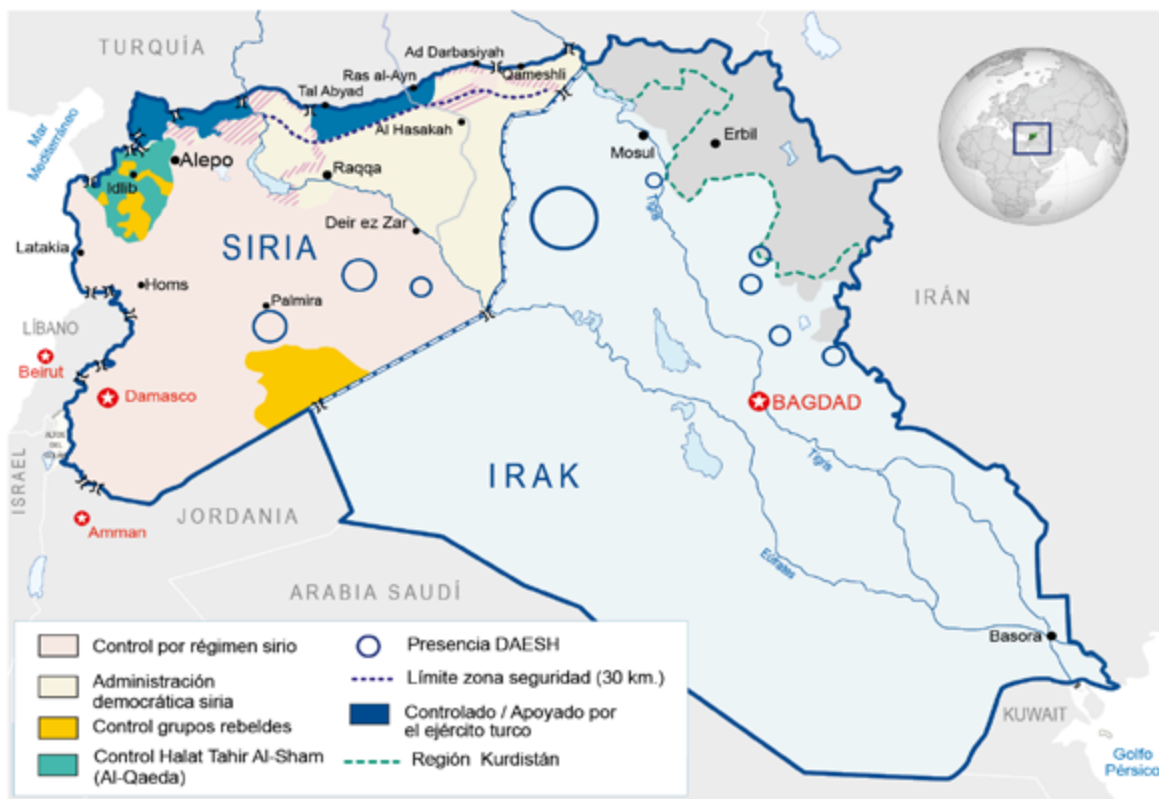 TURQUÍA
Mar
Mediterráneo
Ad Darbasiyah
Ras al-Ayn
Qameshli
Tal Abyad
Al Hasakah
Alepo
Idlib
Raqqa
Mosul
Erbil
Tigris
Deir ez Zar
Latakia
SIRIA
Homs
Palmira
IRÁN
LÍBANO
Beirut
Damasco
BAGDAD
ALTOS
DEL
ISRAEL
IRAK
Tigris
JORDANIA
Amman
Eúfrates
ARABIA SAUDÍ
Basora
KUWAIT
Golfo
Pérsico
Control por régimen sirio
Administración
democrática siria
Control grupos rebeldes
Control Halat Tahir Al-Sham
(Al-Qaeda)
Presencia DAESH
Límite zona seguridad (30 km.)
Controlado / Apoyado por
el ejército turco
Región Kurdistán